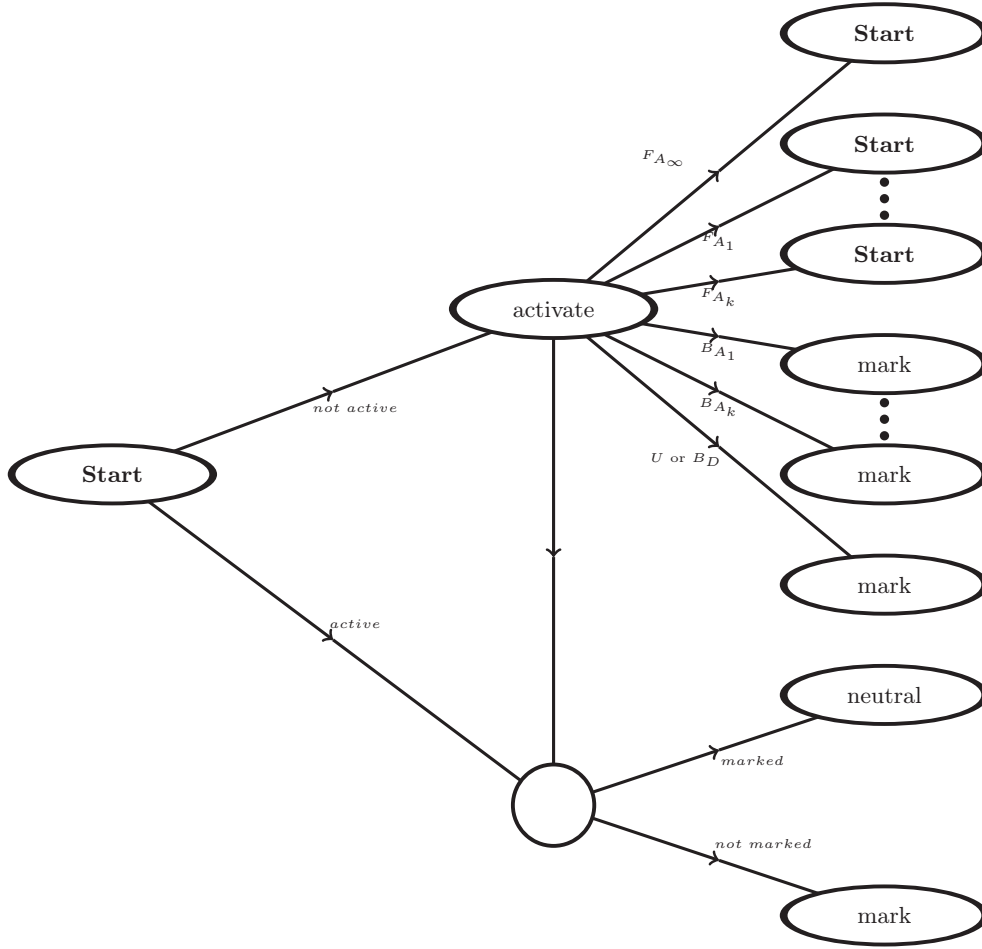 Start
Start
F_{A_∞}
F_{A_1}
Start
F_{A_k}
activate
B_{A_1}
mark
not active
B_{A_k}
U or B_D
Start
mark
mark
active
neutral
marked
not marked
mark